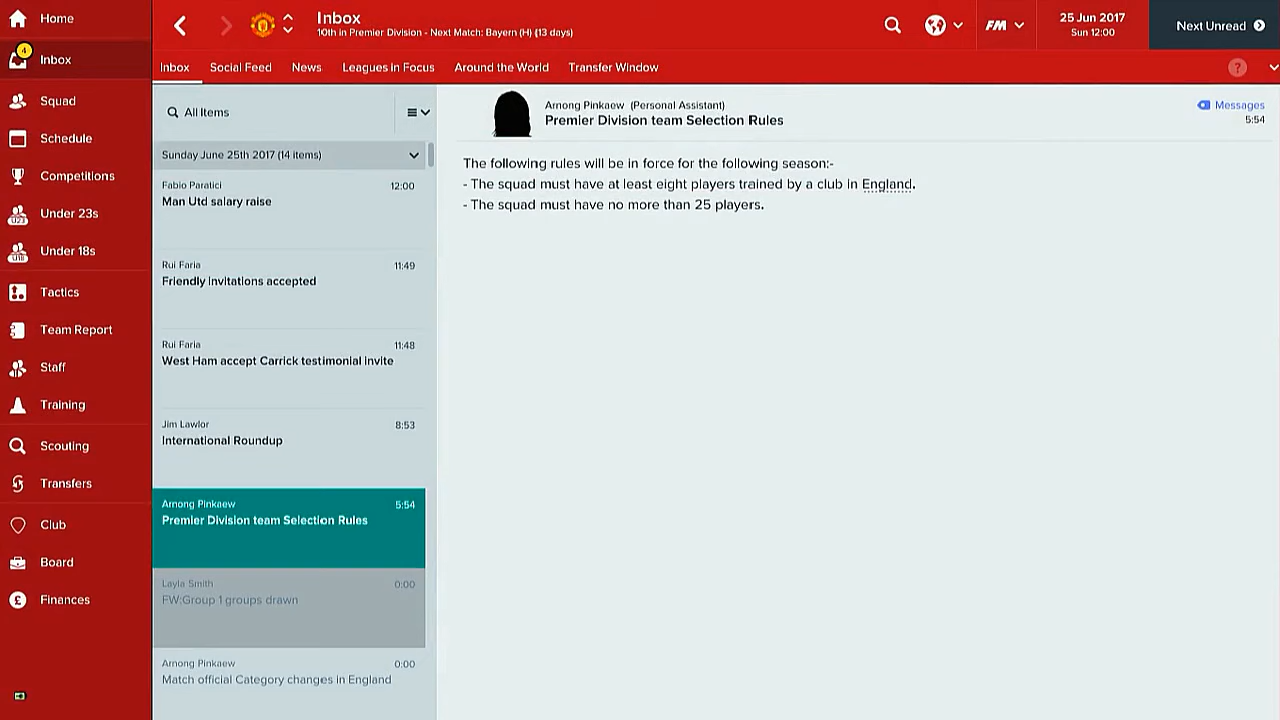 Home
4
Inbox
Squad
Schedule
Competitions
U23
Under 23s
U18
Under 18s
Tactics
Team Report
Staff
Training
Scouting
Transfers
Club
Board
£
Finances
Inbox
10th in Premier Division - Next Match: Bayern (H) (13 days)
FM
25 Jun 2017
Sun 12:00
Next Unread
Inbox
Social Feed
News
Leagues in Focus
Around the World
Transfer Window
?
All Items
Sunday June 25th 2017 (14 items)
Fabio Paratici 12:00
Man Utd salary raise
Rui Faria 11:49
Friendly invitations accepted
Rui Faria 11:48
West Ham accept Carrick testimonial invite
Jim Lawlor 8:53
International Roundup
Arnong Pinkaew 5:54
Premier Division team Selection Rules
Layla Smith 0:00
FW:Group 1 groups drawn
Arnong Pinkaew 0:00
Match official Category changes in England
Arnong Pinkaew (Personal Assistant)
Premier Division team Selection Rules
Messages
5:54
The following rules will be in force for the following season:-
- The squad must have at least eight players trained by a club in England.
- The squad must have no more than 25 players.